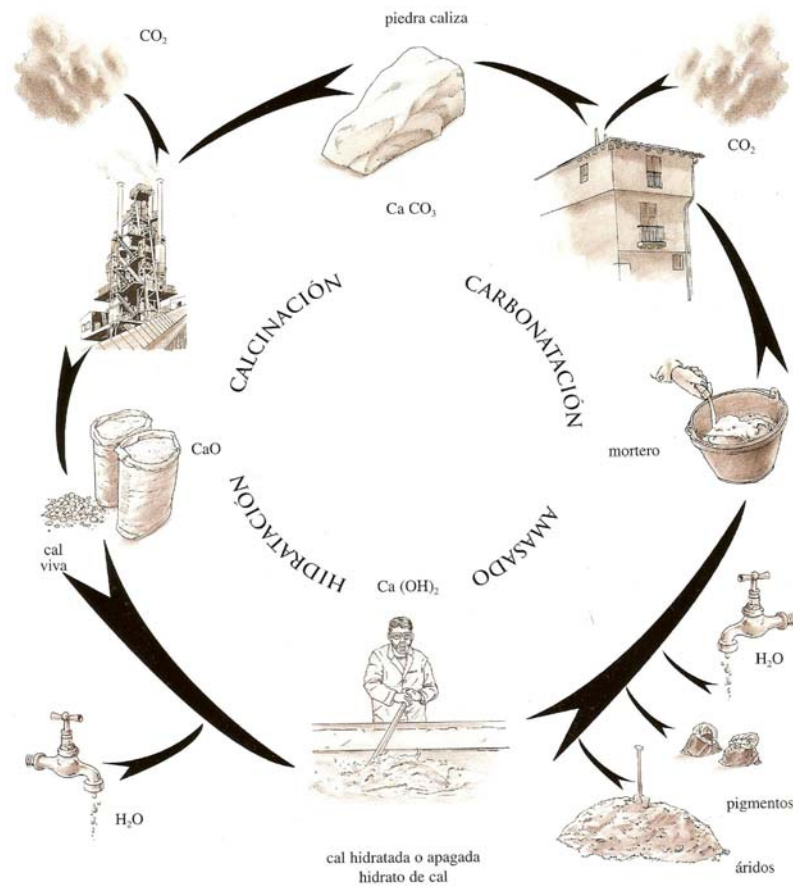 piedra caliza
CO₂
CO₂
Ca CO₃
CALCINACIÓN
CARBONATACIÓN
CaO
mortero
cal
viva
HIDRATACIÓN
AMASADO
Ca (OH)₂
H₂O
H₂O
pigmentos
áridos
cal hidratada o apagada
hidrato de cal